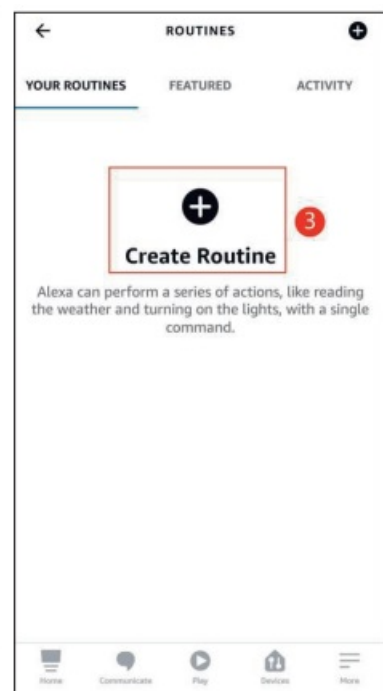 ROUTINES
YOUR ROUTINES FEATURED ACTIVITY
3
Create Routine
Alexa can perform a series of actions, like reading
the weather and turning on the lights, with a single
command.
Home Communicate Play Devices More